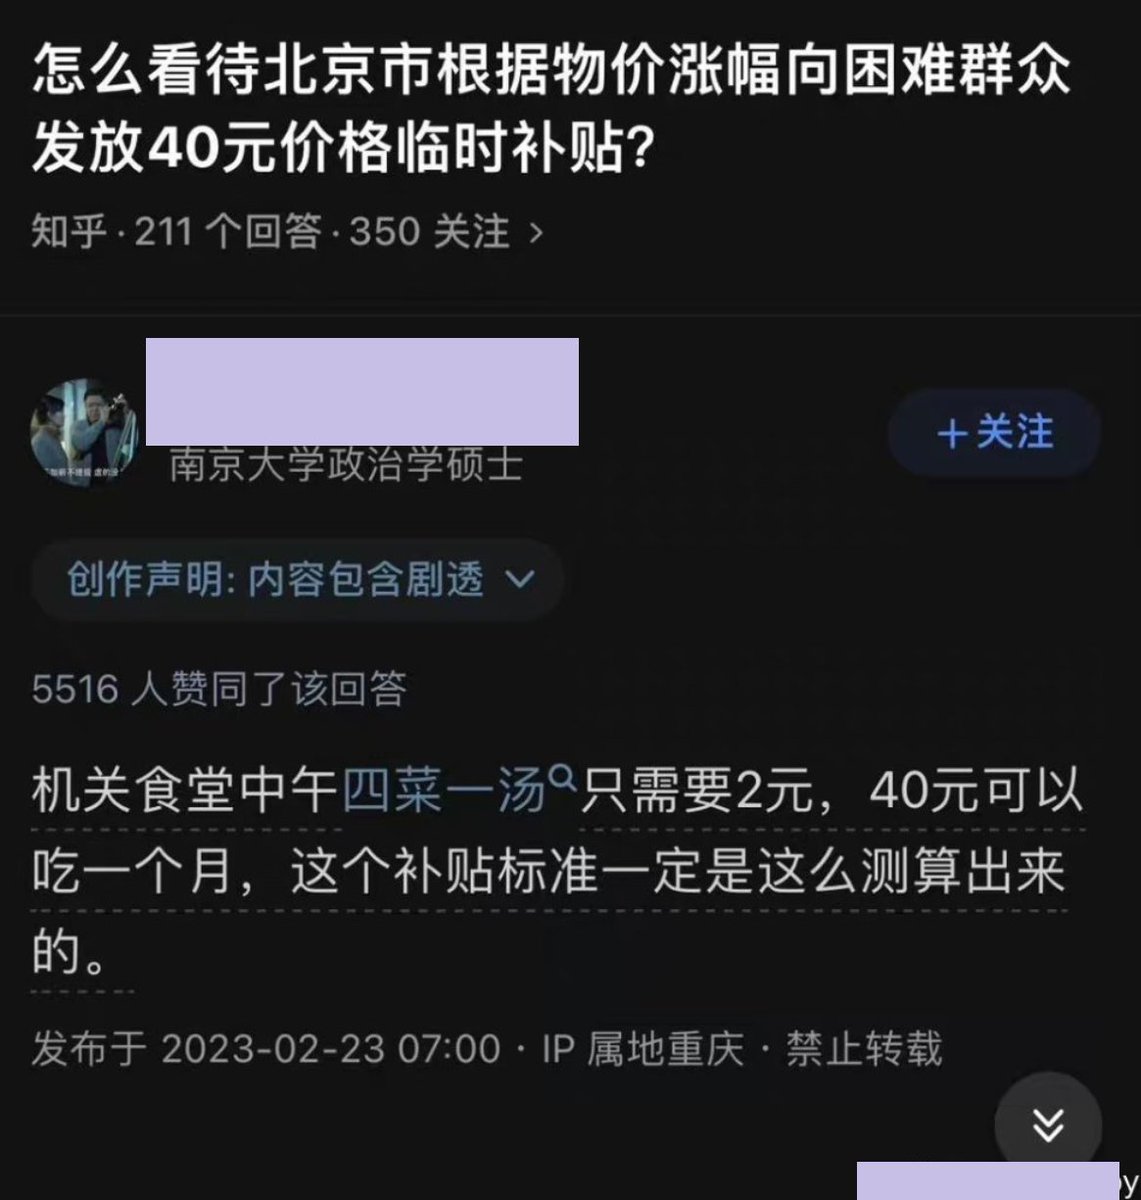 怎么看待北京市根据物价涨幅向困难群众
发放40元价格临时补贴?
知乎 · 211 个回答 · 350 关注 >
南京大学政治学硕士
+关注
创作声明: 内容包含剧透
5516 人赞同了该回答
机关食堂中午四菜一汤只需要2元，40元可以
吃一个月，这个补贴标准一定是这么测算出来
的。
发布于 2023-02-23 07:00 · IP 属地重庆 · 禁止转载